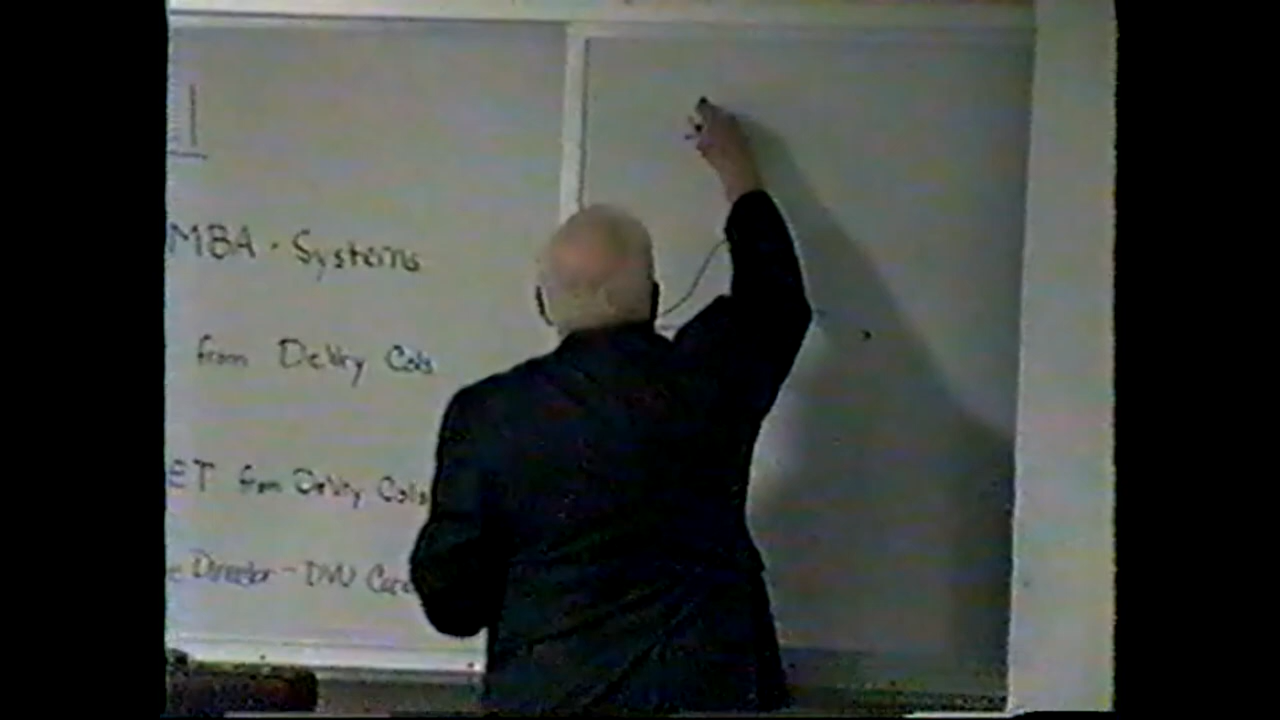 MBA - Systems
from DeVry Cols
ET from DeVry Cols
Director - DVU